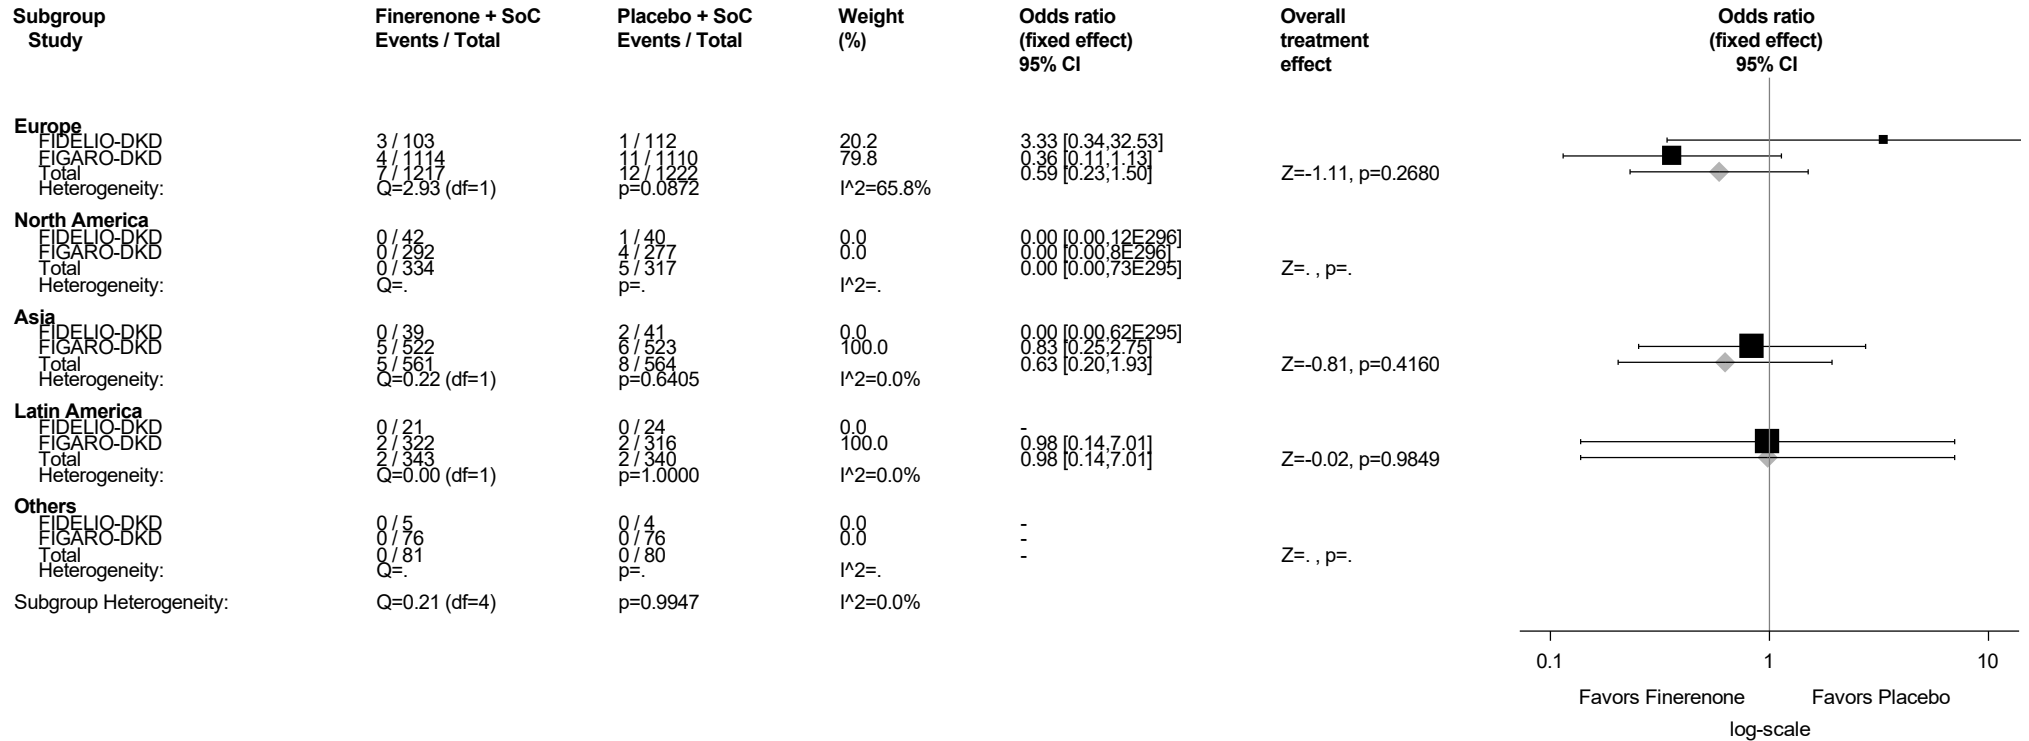 Subgroup Finerenone + SoC Placebo + SoC Weight Odds ratio Overall Odds ratio
Study Events / Total Events / Total (%) (fixed effect) treatment (fixed effect)
95% CI effect 95% CI
Europe
FIDELIO-DKD 3 / 103 1 / 112 20.2 3.33 [0.34,32.53]
FIGARO-DKD 4 / 1114 11 / 1110 79.8 0.36 [0.11,1.13]
Total 7 / 1217 12 / 1222 0.59 [0.23,1.50] Z=-1.11, p=0.2680
Heterogeneity: Q=2.93 (df=1) p=0.0872 I^2=65.8%
North America
FIDELIO-DKD 0 / 42 1 / 40 0.0 0.00 [0.00,12E296]
FIGARO-DKD 0 / 292 4 / 277 0.0 0.00 [0.00,8E296]
Total 0 / 334 5 / 317 0.00 [0.00,73E295] Z=. , p=.
Heterogeneity: Q=. p=. I^2=.
Asia
FIDELIO-DKD 0 / 39 2 / 41 0.0 0.00 [0.00,62E295]
FIGARO-DKD 5 / 522 6 / 523 100.0 0.83 [0.25,2.75]
Total 5 / 561 8 / 564 0.63 [0.20,1.93] Z=-0.81, p=0.4160
Heterogeneity: Q=0.22 (df=1) p=0.6405 I^2=0.0%
Latin America
FIDELIO-DKD 0 / 21 0 / 24 0.0 -
FIGARO-DKD 2 / 322 2 / 316 100.0 0.98 [0.14,7.01]
Total 2 / 343 2 / 340 0.98 [0.14,7.01] Z=-0.02, p=0.9849
Heterogeneity: Q=0.00 (df=1) p=1.0000 I^2=0.0%
Others
FIDELIO-DKD 0 / 5 0 / 4 0.0 -
FIGARO-DKD 0 / 76 0 / 76 0.0 -
Total 0 / 81 0 / 80 - Z=. , p=.
Heterogeneity: Q=. p=. I^2=.
Subgroup Heterogeneity: Q=0.21 (df=4) p=0.9947 I^2=0.0%
0.1 1 10
Favors Finerenone Favors Placebo
log-scale